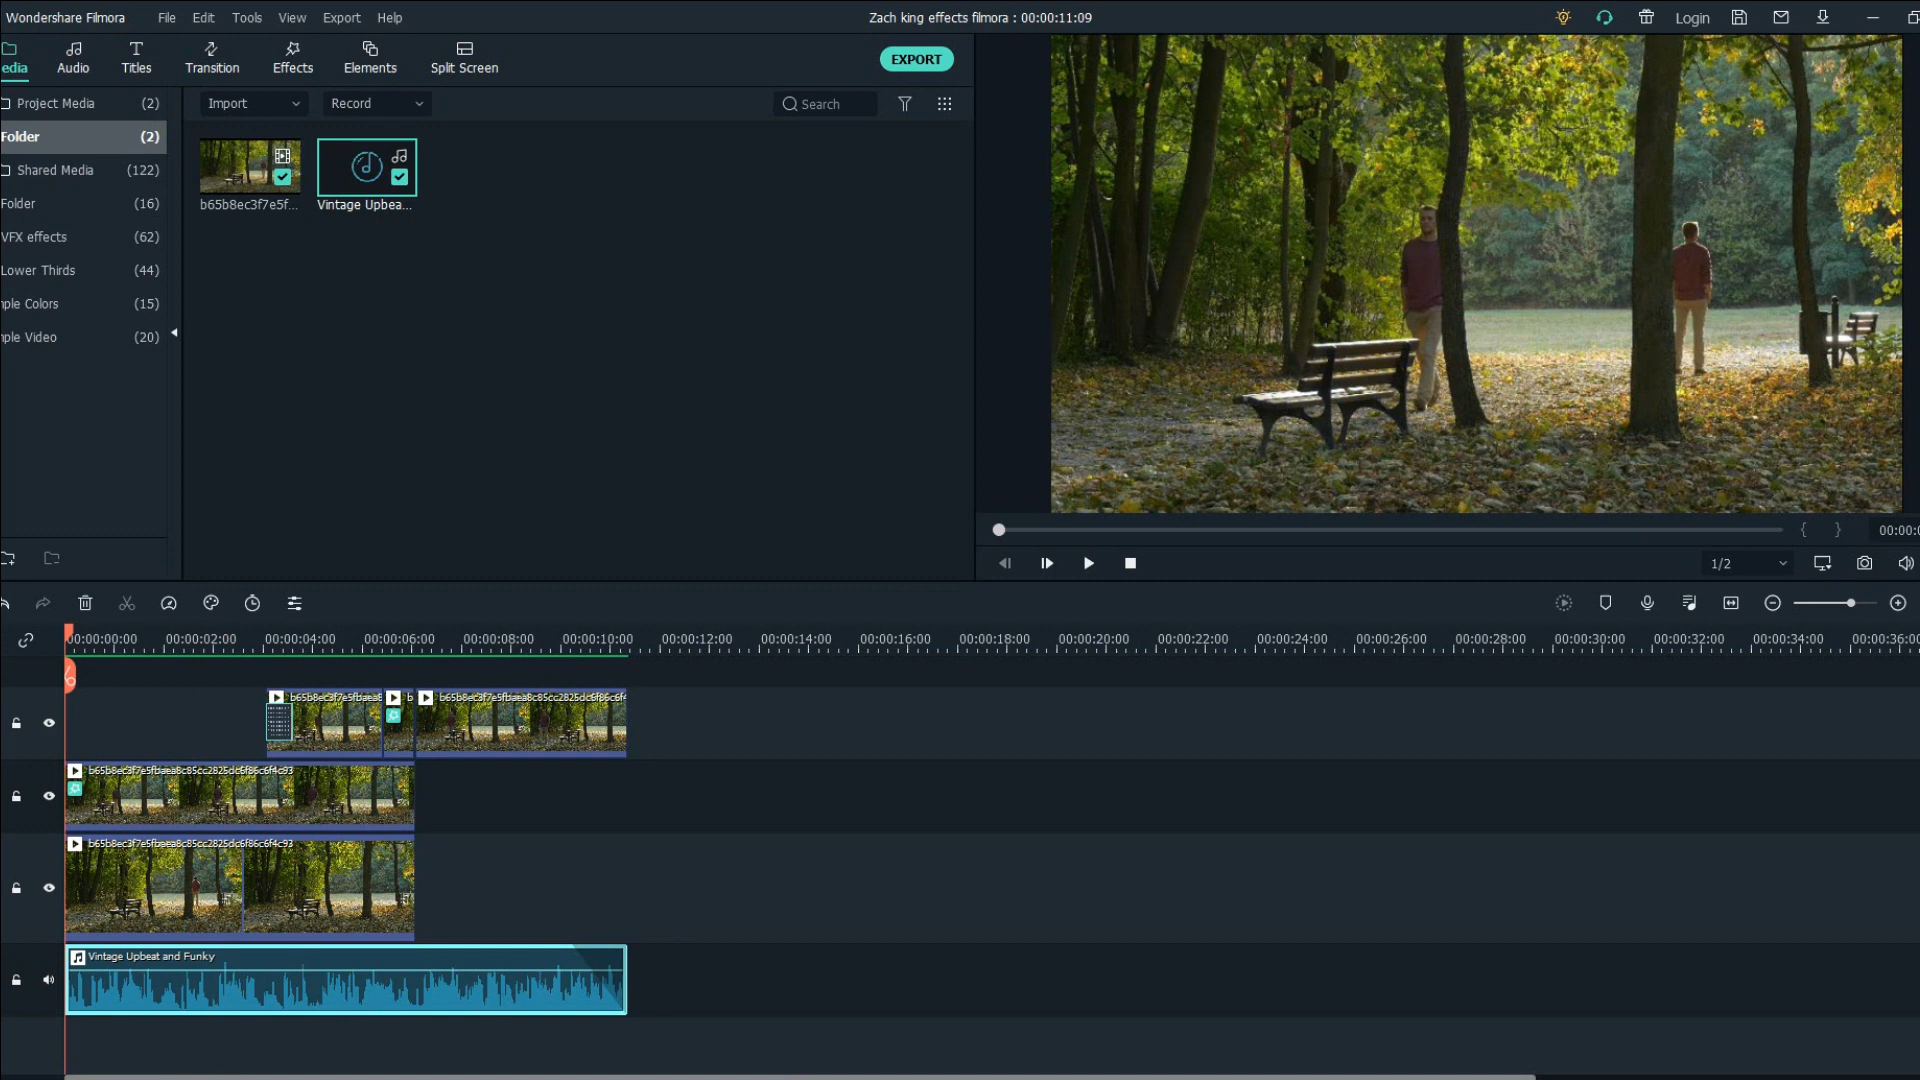 Wondershare Filmora File Edit Tools View Export Help Zach king effects filmora : 00:00:11:09 Login
edia Audio Titles Transition Effects Elements Split Screen EXPORT
Project Media (2)
Folder (2)
Shared Media (122)
Folder (16)
VFX effects (62)
Lower Thirds (44)
mple Colors (15)
mple Video (20)
Import Record Search
b65b8ec3f7e5f... Vintage Upbea...
{ } 00:00:0
1/2
00:00:00:00 00:00:02:00 00:00:04:00 00:00:06:00 00:00:08:00 00:00:10:00 00:00:12:00 00:00:14:00 00:00:16:00 00:00:18:00 00:00:20:00 00:00:22:00 00:00:24:00 00:00:26:00 00:00:28:00 00:00:30:00 00:00:32:00 00:00:34:00 00:00:36:00
b65b8ec3f7e5fbaea8 b b65b8ec3f7e5fbaea8c85cc2825dc6f86c6f4
b65b8ec3f7e5fbaea8c85cc2825dc6f86c6f4c93
b65b8ec3f7e5fbaea8c85cc2825dc6f86c6f4c93
Vintage Upbeat and Funky